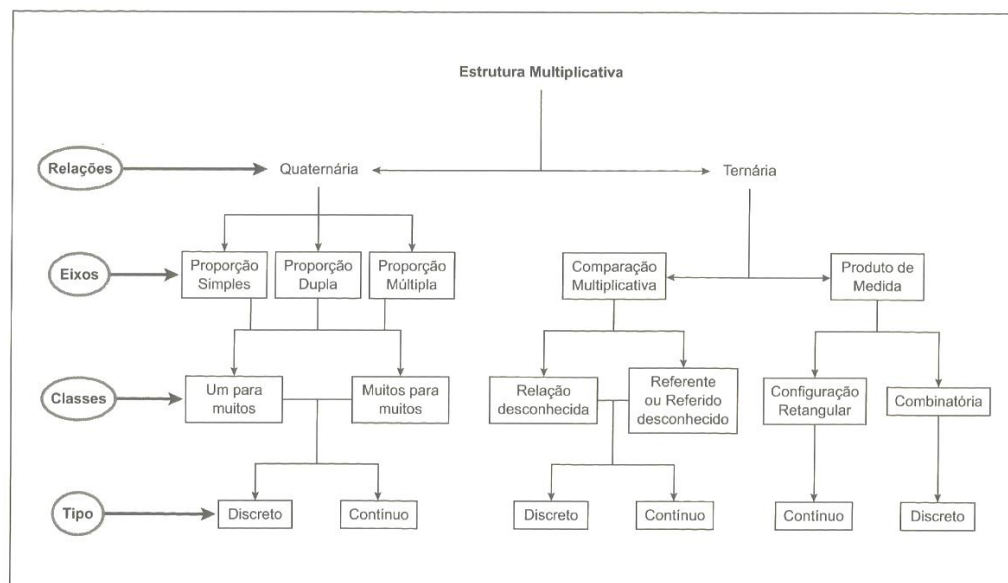 Estrutura Multiplicativa
Relações
Quaternária
Ternária
Eixos
Proporção
Simples
Proporção
Dupla
Proporção
Múltipla
Comparação
Multiplicativa
Produto de
Medida
Classes
Um para
muitos
Muitos para
muitos
Relação
desconhecida
Referente
ou Referido
desconhecido
Configuração
Retangular
Combinatória
Tipo
Discreto
Contínuo
Discreto
Contínuo
Contínuo
Discreto